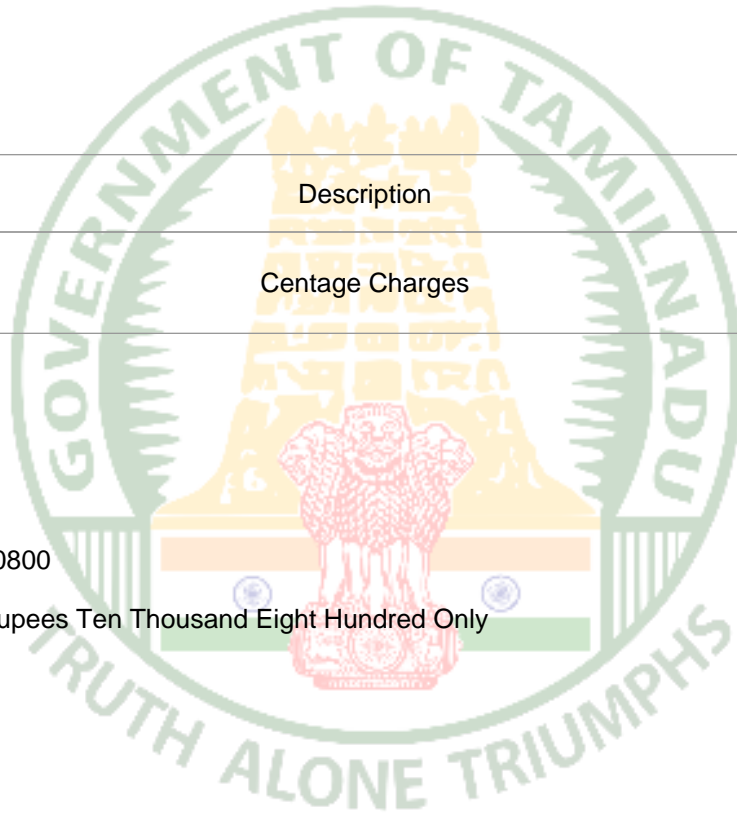 GOVERNMENT OF TAMILNADU
Description
Centage Charges
0800
upees Ten Thousand Eight Hundred Only
TRUTH ALONE TRIUMPHS